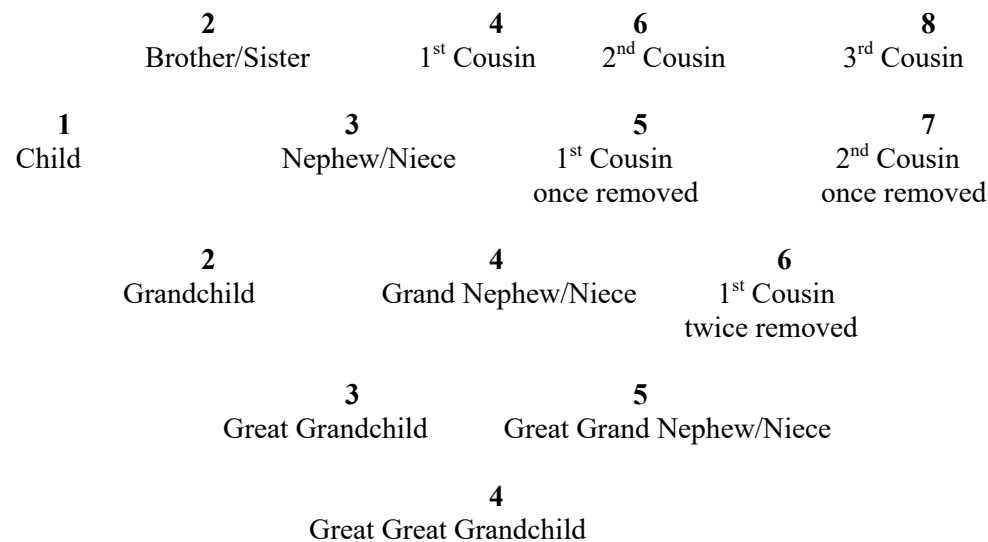 2 4 6 8
Brother/Sister 1st Cousin 2nd Cousin 3rd Cousin
1 3 5 7
Child Nephew/Niece 1st Cousin 2nd Cousin
once removed once removed
2 4 6
Grandchild Grand Nephew/Niece 1st Cousin
twice removed
3 5
Great Grandchild Great Grand Nephew/Niece
4
Great Great Grandchild